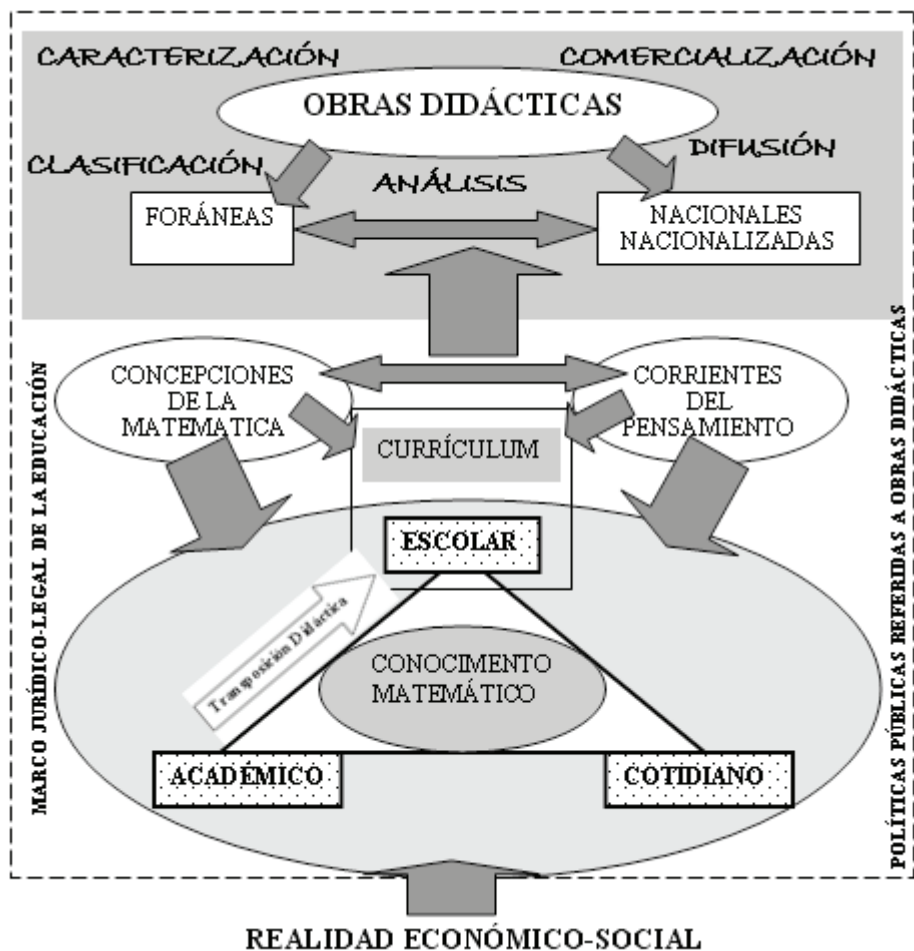 CARACTERIZACIÓN
COMERCIALIZACIÓN
OBRAS DIDÁCTICAS
CLASIFICACIÓN
DIFUSIÓN
ANÁLISIS
FORÁNEAS
NACIONALES
NACIONALIZADAS
MARCO JURÍDICO-LEGAL DE LA EDUCACIÓN
POLÍTICAS PÚBLICAS REFERIDAS A OBRAS DIDÁCTICAS
CONCEPCIONES
DE LA
MATEMÁTICA
CORRIENTES
DEL
PENSAMIENTO
CURRÍCULUM
ESCOLAR
Transposición Didáctica
CONOCIMENTO
MATEMÁTICO
ACADÉMICO
COTIDIANO
REALIDAD ECONÓMICO-SOCIAL